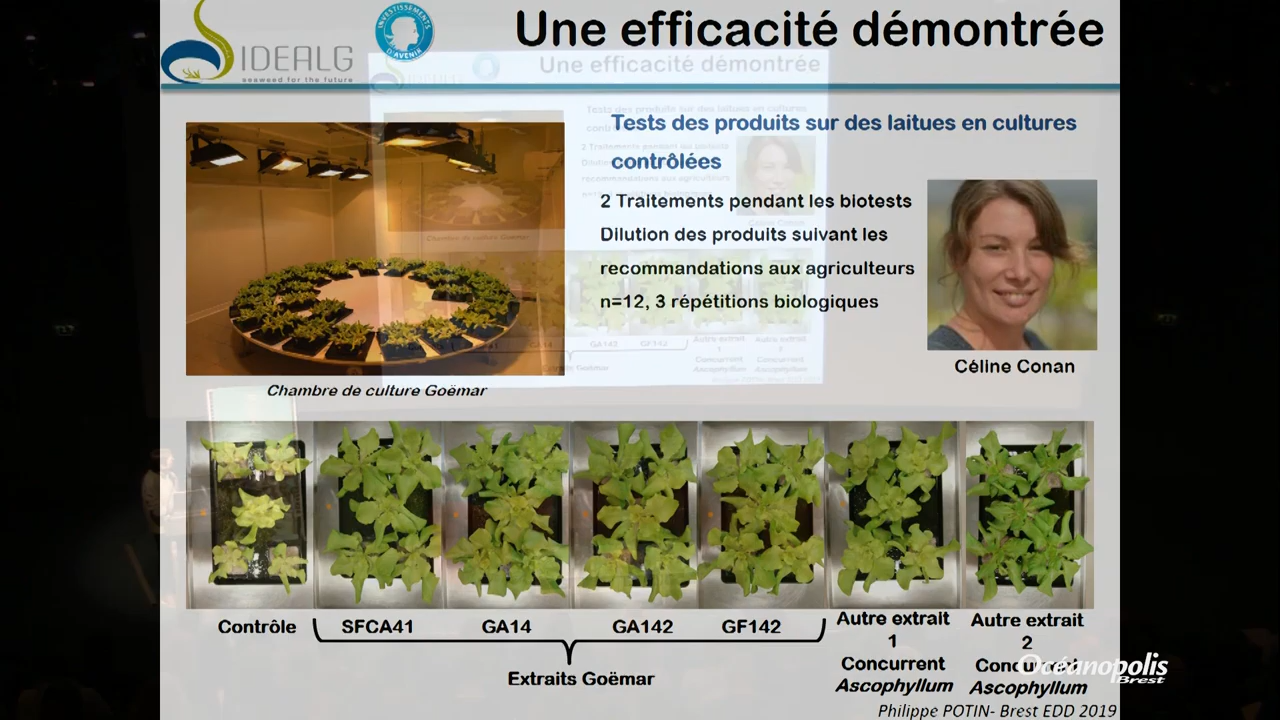 IDEALG
seaweed for the future
INVESTISSEMENTS
D'AVENIR
Une efficacité démontrée
Tests des produits sur des laitues en cultures
contrôlées
2 Traitements pendant les biotests
Dilution des produits suivant les
recommandations aux agriculteurs
n=12, 3 répétitions biologiques
Céline Conan
Chambre de culture Goëmar
Contrôle
SFCA41
GA14
GA142
GF142
Extraits Goëmar
Autre extrait
1
Concurrent
Ascophyllum
Autre extrait
2
Concurrent
Ascophyllum
Océanopolis
Brest
Philippe POTIN- Brest EDD 2019